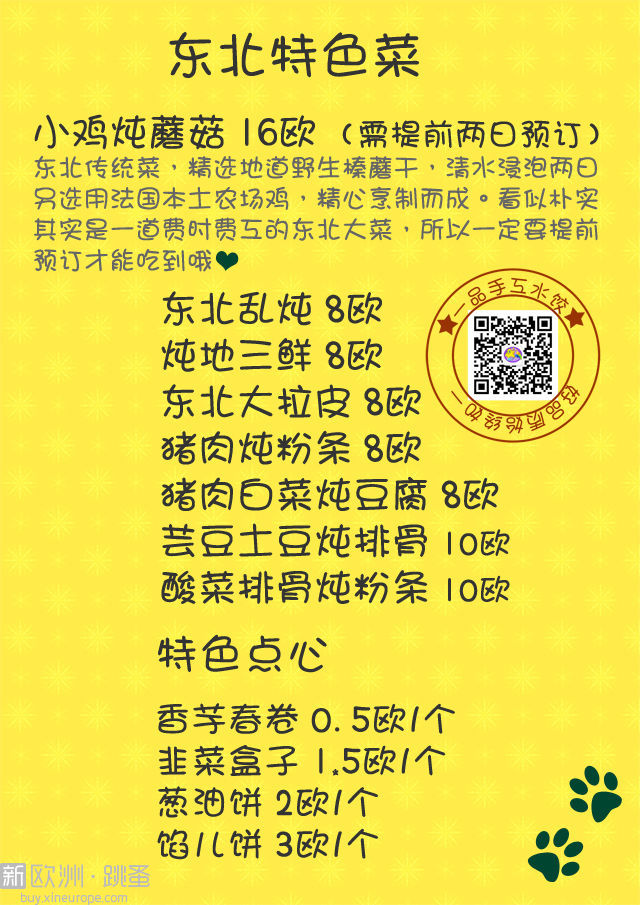 东北特色菜
小鸡炖蘑菇 16欧（需提前两日预订）
东北传统菜，精选地道野生榛蘑干，清水浸泡两日
另选用法国本土农场鸡，精心烹制而成。看似朴实
其实是一道费时费互的东北大菜，所以一定要提前
预订才能吃到哦
一品手互水饺
好品质始终如一
东北乱炖 8欧
炖地三鲜 8欧
东北大拉皮 8欧
猪肉炖粉条 8欧
猪肉白菜炖豆腐 8欧
芸豆土豆炖排骨 10欧
酸菜排骨炖粉条 10欧
特色点心
香芋春卷 0.5欧/个
韭菜盒子 1.5欧/个
葱油饼 2欧/个
馅儿饼 3欧/个
新欧洲·跳蚤
buy.xineurope.com